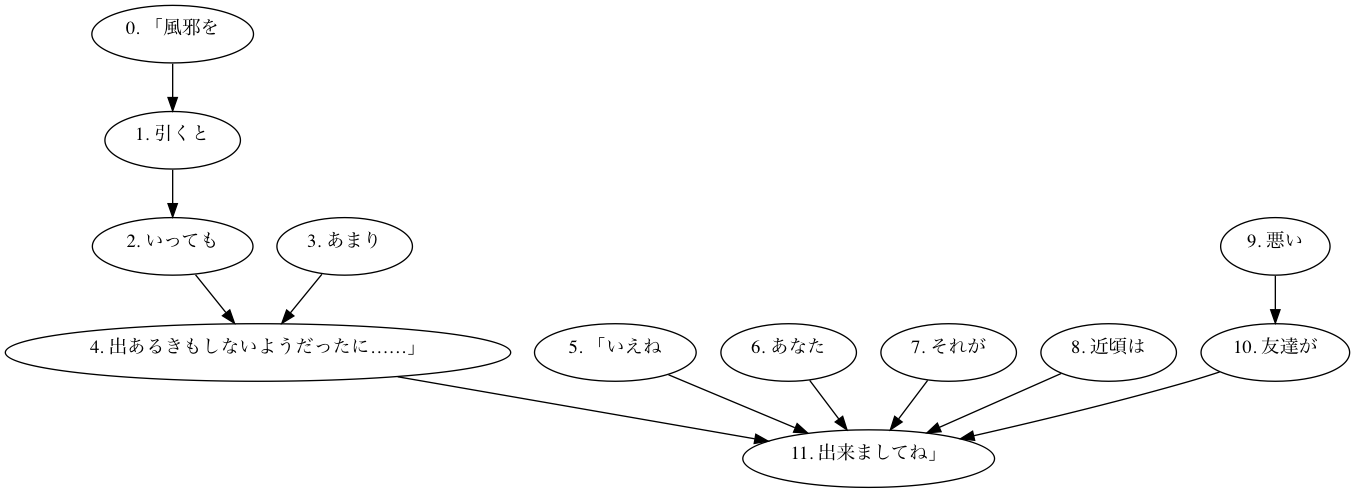 0. 「風邪を
1. 引くと
2. いっても
3. あまり
4. 出あるきもしないようだったに……」
5. 「いえね
6. あなた
7. それが
8. 近頃は
9. 悪い
10. 友達が
11. 出来ましてね」